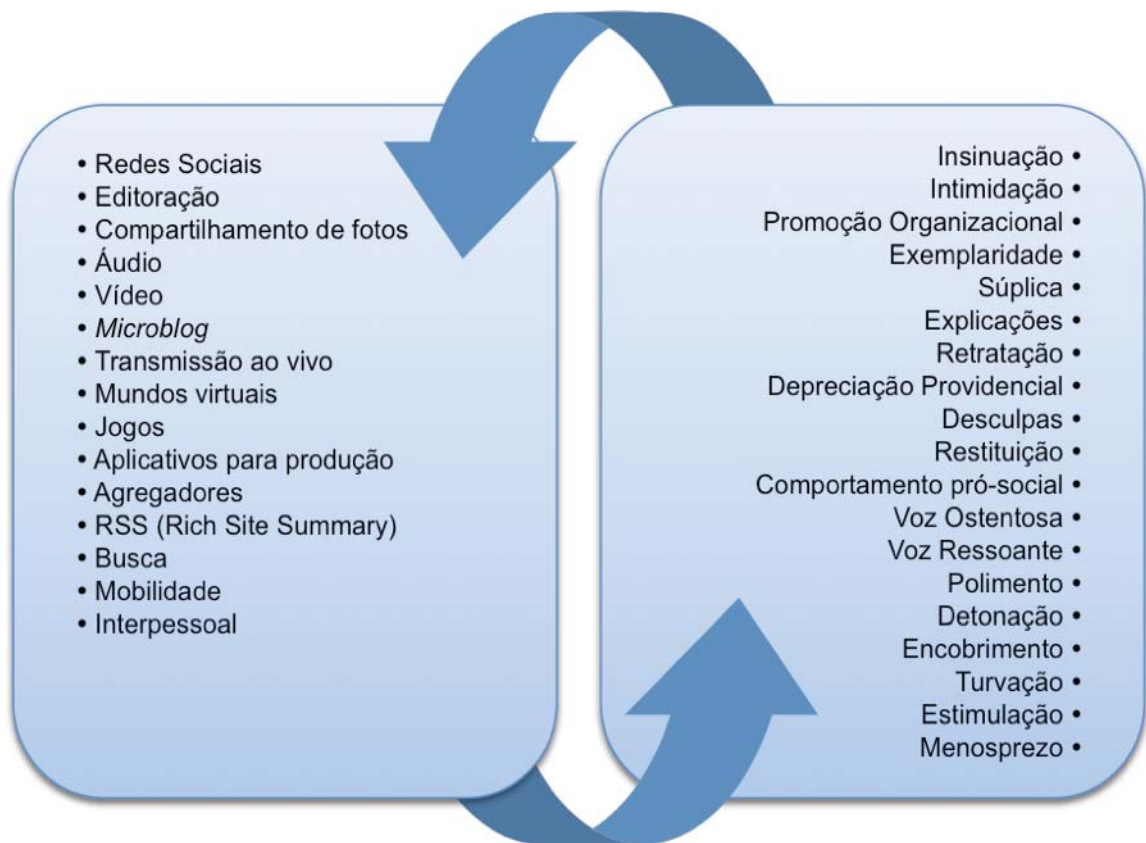 • Redes Sociais
• Editoração
• Compartilhamento de fotos
• Áudio
• Vídeo
• Microblog
• Transmissão ao vivo
• Mundos virtuais
• Jogos
• Aplicativos para produção
• Agregadores
• RSS (Rich Site Summary)
• Busca
• Mobilidade
• Interpessoal
Insinuação •
Intimidação •
Promoção Organizacional •
Exemplaridade •
Súplica •
Explicações •
Retratação •
Depreciação Providencial •
Desculpas •
Restituição •
Comportamento pró-social •
Voz Ostentosa •
Voz Ressoante •
Polimento •
Detonação •
Encobrimento •
Turvação •
Estimulação •
Menosprezo •